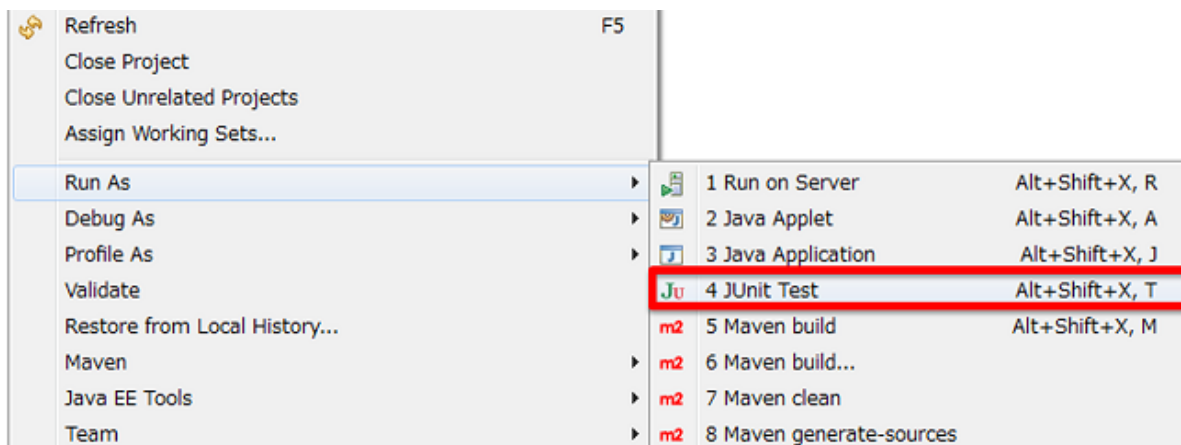 Refresh F5
Close Project
Close Unrelated Projects
Assign Working Sets...
Run As
Debug As
Profile As
Validate
Restore from Local History...
Maven
Java EE Tools
Team
1 Run on Server Alt+Shift+X, R
2 Java Applet Alt+Shift+X, A
3 Java Application Alt+Shift+X, J
JU 4 JUnit Test Alt+Shift+X, T
m2 5 Maven build Alt+Shift+X, M
m2 6 Maven build...
m2 7 Maven clean
m2 8 Maven generate-sources